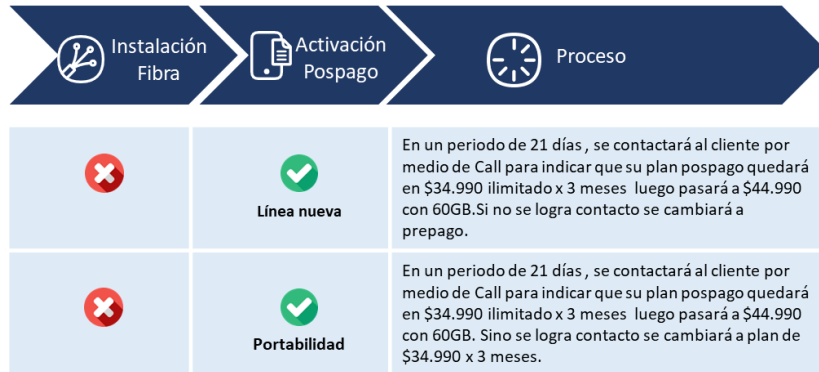 Instalación
Fibra
Activación
Pospago
Proceso
Línea nueva
En un periodo de 21 días , se contactará al cliente por
medio de Call para indicar que su plan pospago quedará
en $34.990 ilimitado x 3 meses luego pasará a $44.990
con 60GB.Si no se logra contacto se cambiará a
prepago.
Portabilidad
En un periodo de 21 días , se contactará al cliente por
medio de Call para indicar que su plan pospago quedará
en $34.990 ilimitado x 3 meses luego pasará a $44.990
con 60GB. Sino se logra contacto se cambiará a plan de
$34.990 x 3 meses.